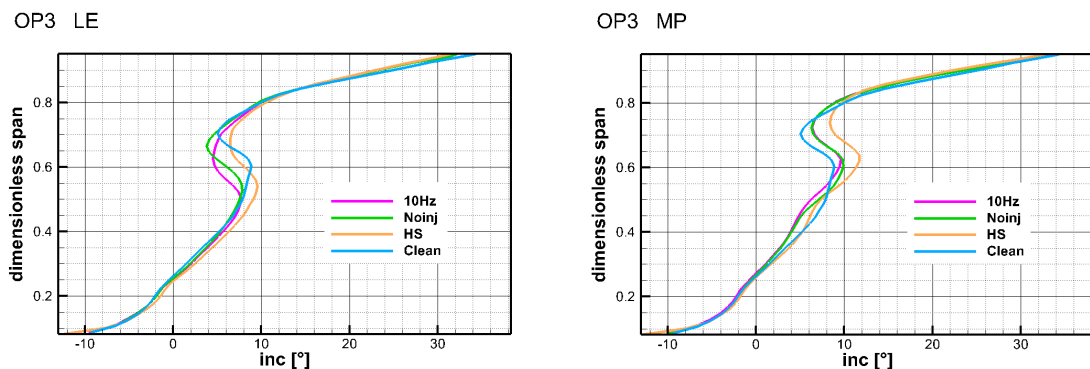 OP3 LE
dimensionless span
0.8
0.6
0.4
0.2
10Hz
Noinj
HS
Clean
-10 0 10 20 30
inc [°]
OP3 MP
dimensionless span
0.8
0.6
0.4
0.2
10Hz
Noinj
HS
Clean
-10 0 10 20 30
inc [°]